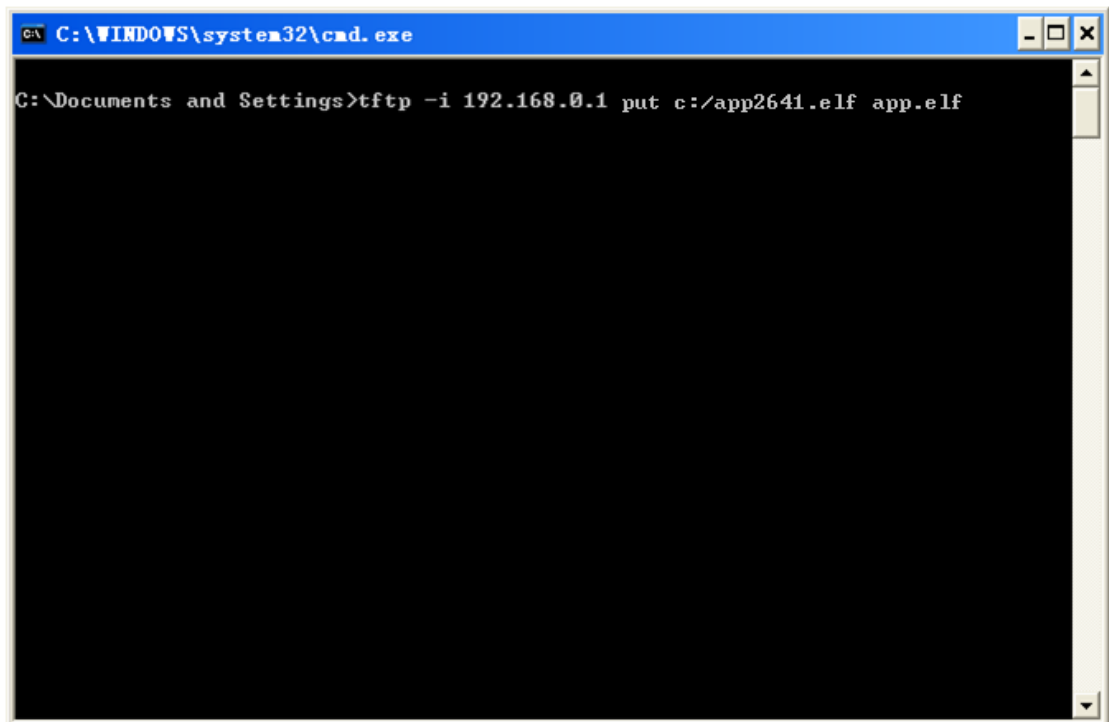 C:\WINDOWS\system32\cmd.exe
C:\Documents and Settings>tftp -i 192.168.0.1 put c:/app2641.elf app.elf